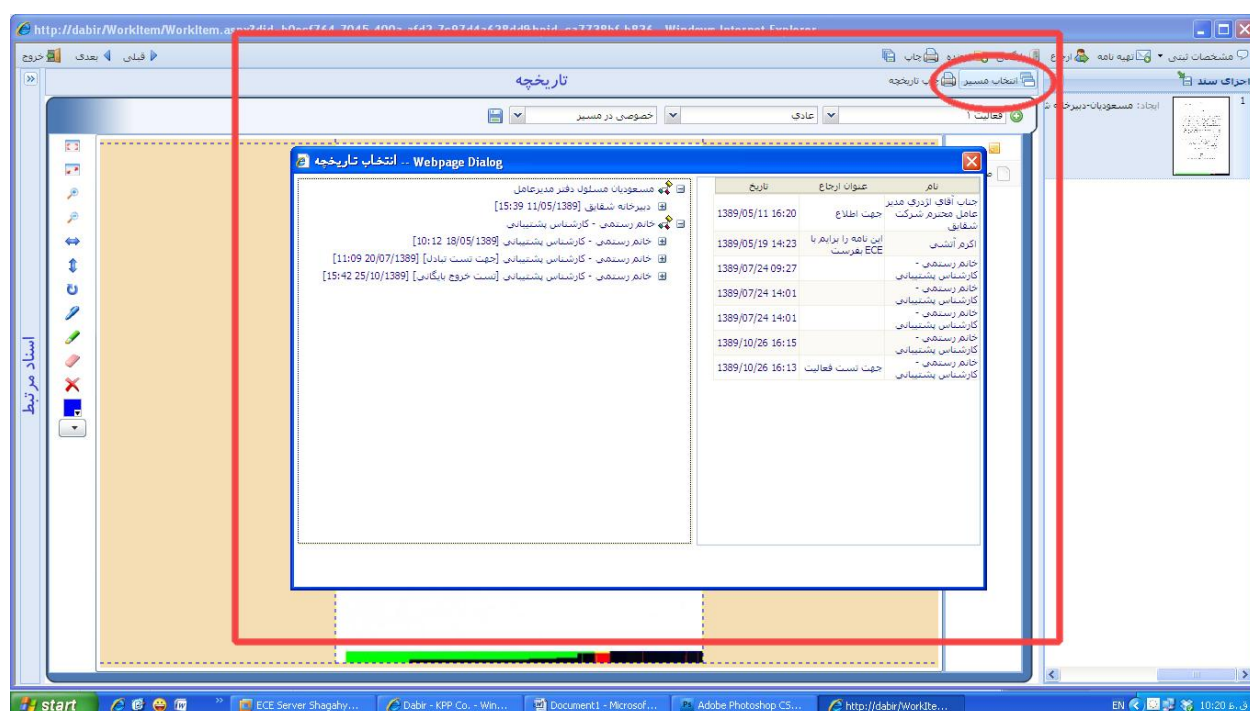 http://dabir/WorkItem/WorkItem.aspx?did=
Windows Internet Explorer
مشخصات ثبتی
تهیه نامه
چاپ
قبلی
بعدی
خروج
اجزای سند
انتخاب مسیر
چاپ تاریخچه
تاریخچه
1
ایجاد: مسعودیان-دبیرخانه
فعالیت ۱
عادی
خصوصی در مسیر
انتخاب تاریخچه -- Webpage Dialog
نام عنوان ارجاع تاریخ
جناب آقای اژدری مدیر
عامل محترم شرکت جهت اطلاع 1389/05/11 16:20
شقایق
اکرم آتشی این نامه را برایم با 1389/05/19 14:23
ECE بفرست
خانم رستمی - 1389/07/24 09:27
کارشناس پشتیبانی
خانم رستمی - 1389/07/24 14:01
کارشناس پشتیبانی
خانم رستمی - 1389/07/24 14:01
کارشناس پشتیبانی
خانم رستمی - 1389/10/26 16:15
کارشناس پشتیبانی
خانم رستمی - جهت تست فعالیت 1389/10/26 16:13
کارشناس پشتیبانی
مسعودیان مسئول دفتر مدیرعامل
دبیرخانه شقایق [11/05/1389 15:39]
خانم رستمی - کارشناس پشتیبانی
خانم رستمی - کارشناس پشتیبانی [18/05/1389 10:12]
خانم رستمی - کارشناس پشتیبانی [جهت تست تبادل] [20/07/1389 11:09]
خانم رستمی - کارشناس پشتیبانی [تست خروج بایگانی] [25/10/1389 15:42]
اسناد مرتبط
start
ECE Server Shagahy...
Dabir - KPP Co. - Win...
Document1 - Microsof...
Adobe Photoshop CS...
http://dabir/WorkIte...
EN
10:20 ق.ظ